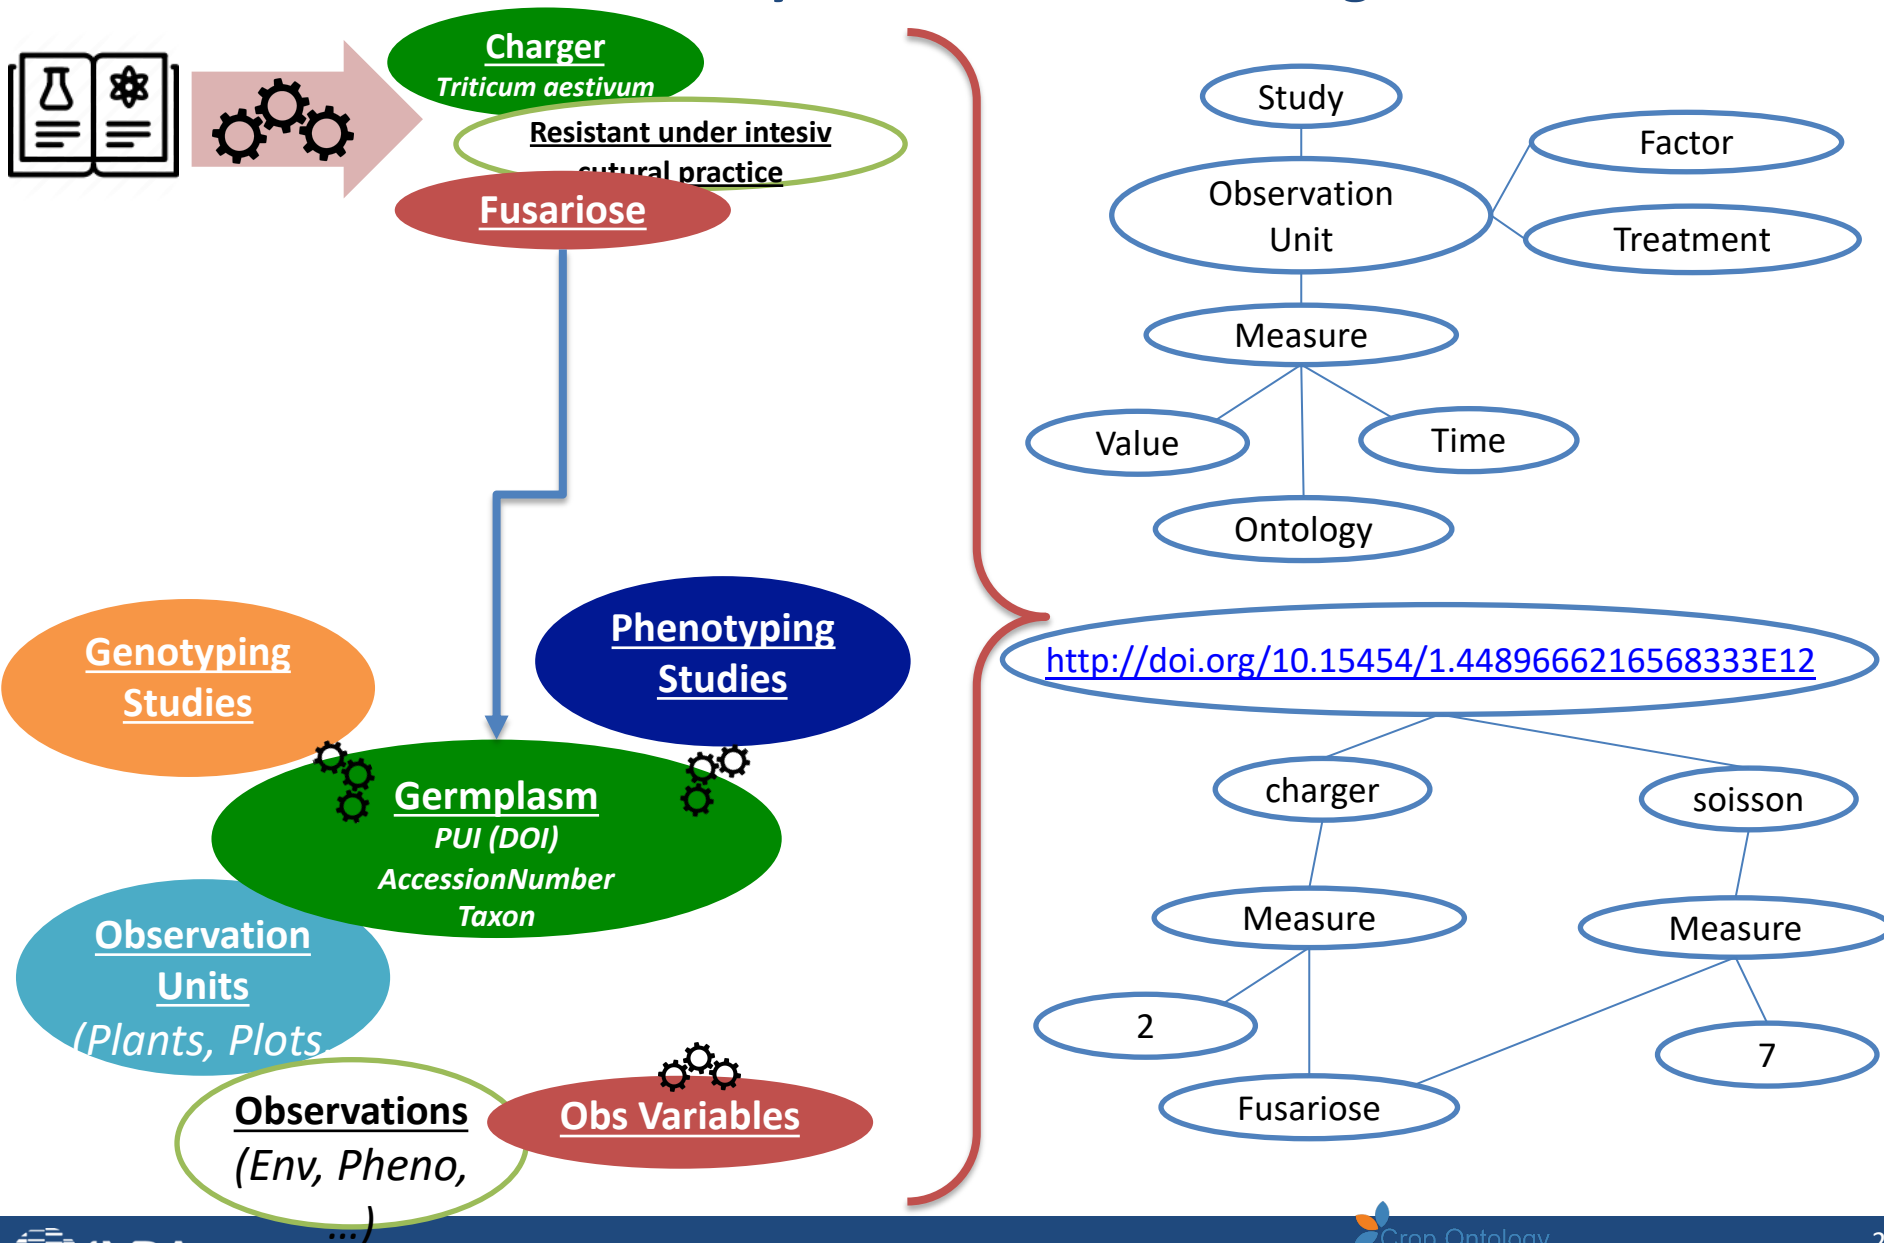 Charger
Triticum aestivum
Resistant under intesiv
cutural practice
Fusariose
Genotyping
Studies
Phenotyping
Studies
Germplasm
PUI (DOI)
AccessionNumber
Taxon
Observation
Units
(Plants, Plots
Observations
(Env, Pheno,
...)
Obs Variables
Study
Factor
Observation
Unit
Treatment
Measure
Value
Time
Ontology
http://doi.org/10.15454/1.4489666216568333E12
charger
soisson
Measure
Measure
2
7
Fusariose
Crop Ontology
2